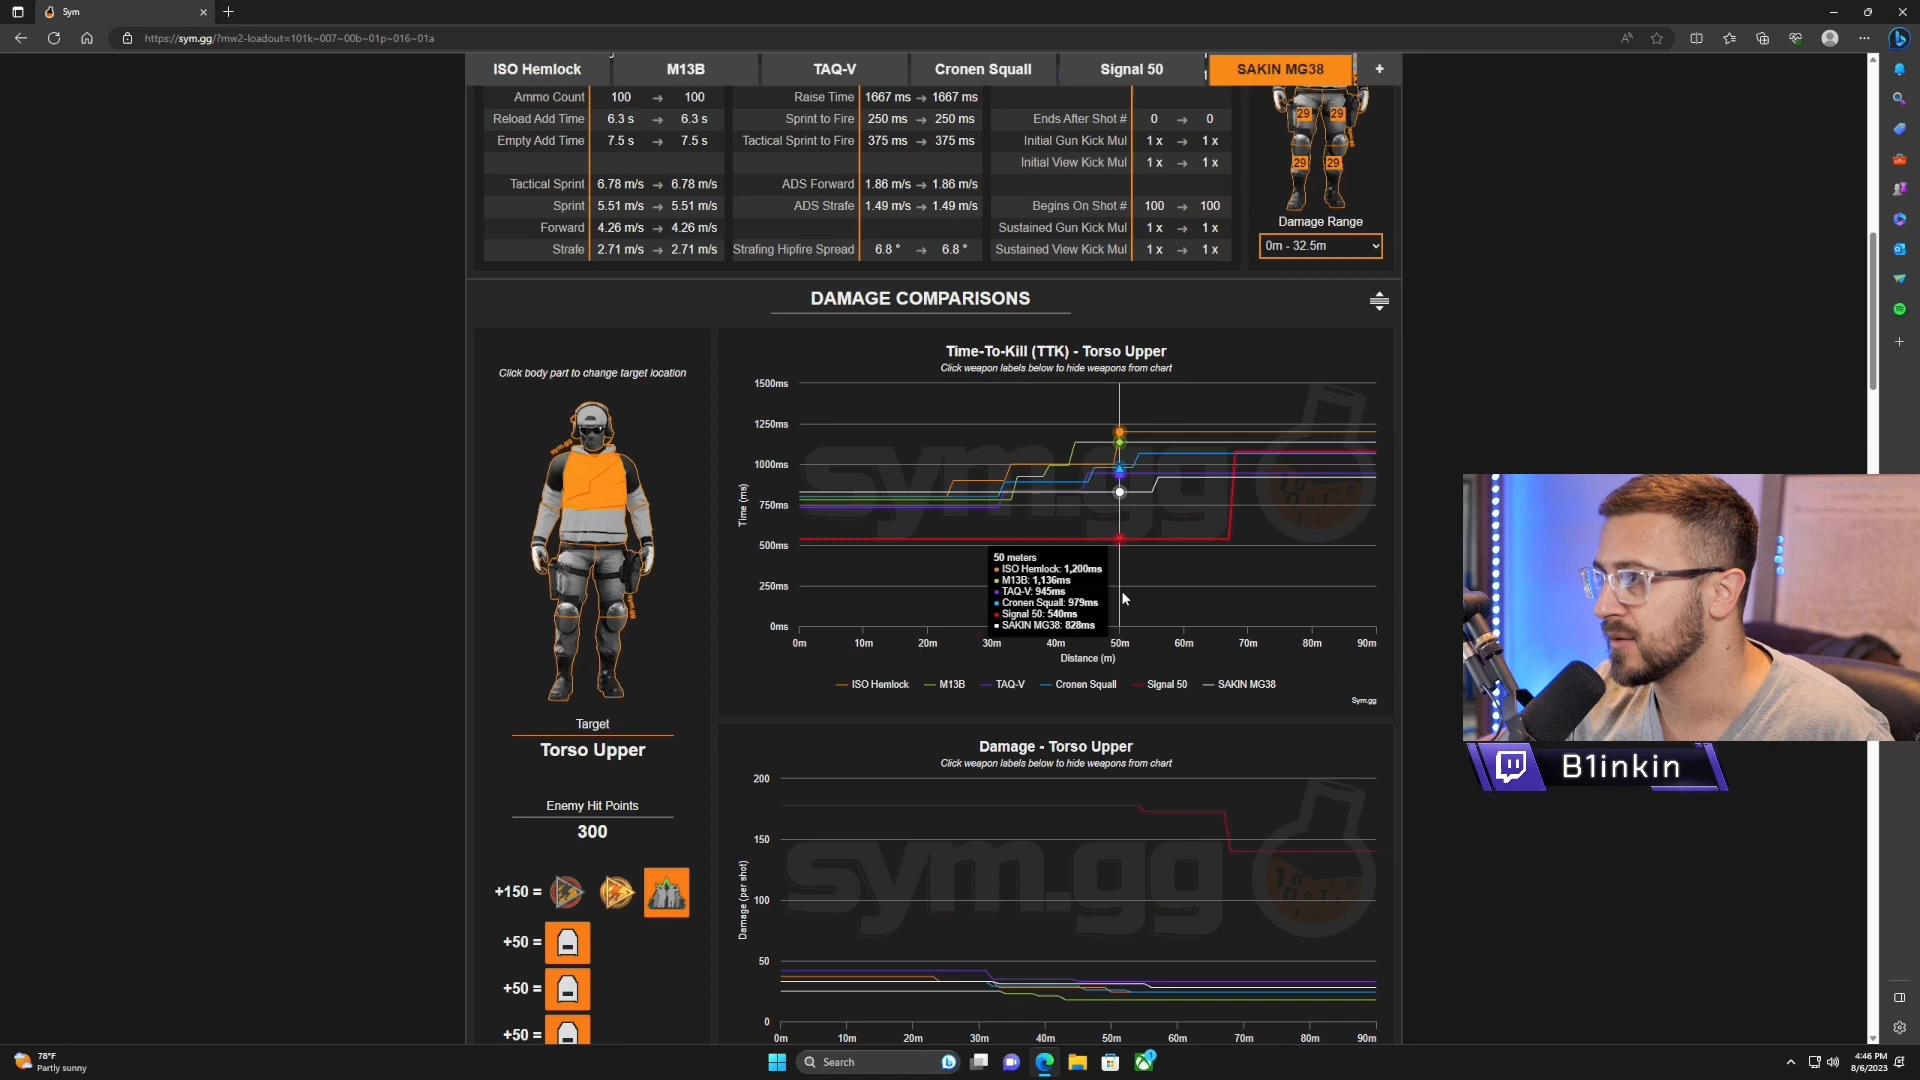 Sym
https://sym.gg/?mw2-loadout=101k~007~00b~01p~016~01a
ISO Hemlock
M13B
TAQ-V
Cronen Squall
Signal 50
SAKIN MG38
+
Ammo Count 100 → 100
Reload Add Time 6.3 s → 6.3 s
Empty Add Time 7.5 s → 7.5 s
Tactical Sprint 6.78 m/s → 6.78 m/s
Sprint 5.51 m/s → 5.51 m/s
Forward 4.26 m/s → 4.26 m/s
Strafe 2.71 m/s → 2.71 m/s
Raise Time 1667 ms → 1667 ms
Sprint to Fire 250 ms → 250 ms
Tactical Sprint to Fire 375 ms → 375 ms
ADS Forward 1.86 m/s → 1.86 m/s
ADS Strafe 1.49 m/s → 1.49 m/s
Strafing Hipfire Spread 6.8 ° → 6.8 °
Ends After Shot # 0 → 0
Initial Gun Kick Mul 1 x → 1 x
Initial View Kick Mul 1 x → 1 x
Begins On Shot # 100 → 100
Sustained Gun Kick Mul 1 x → 1 x
Sustained View Kick Mul 1 x → 1 x
29 29
29 29
Damage Range
0m - 32.5m
DAMAGE COMPARISONS
Click body part to change target location
sym.gg
sym.gg
Target
Torso Upper
Enemy Hit Points
300
+150 =
+50 =
+50 =
+50 =
Time-To-Kill (TTK) - Torso Upper
Click weapon labels below to hide weapons from chart
1500ms
1250ms
1000ms
750ms
500ms
250ms
0ms
Time (ms)
sym.gg
50 meters
ISO Hemlock: 1,200ms
M13B: 1,136ms
TAQ-V: 945ms
Cronen Squall: 979ms
Signal 50: 540ms
SAKIN MG38: 828ms
0m 10m 20m 30m 40m 50m 60m 70m 80m 90m
Distance (m)
ISO Hemlock M13B TAQ-V Cronen Squall Signal 50 SAKIN MG38
Sym.gg
Damage - Torso Upper
Click weapon labels below to hide weapons from chart
200
150
100
50
0
Damage (per shot)
sym.gg
0m 10m 20m 30m 40m 50m 60m 70m 80m 90m
B1inkin
78°F
Partly sunny
Search
4:46 PM
8/6/2023